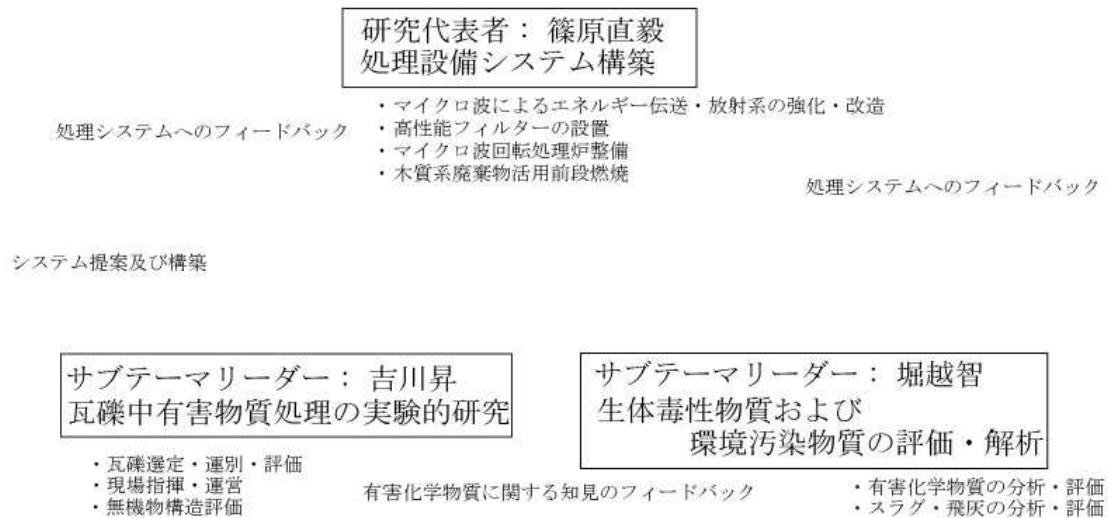 研究代表者： 篠原直毅
処理設備システム構築
・マイクロ波によるエネルギー伝送・放射系の強化・改造
・高性能フィルターの設置
・マイクロ波回転処理炉整備
・木質系廃棄物活用前段燃焼
処理システムへのフィードバック
処理システムへのフィードバック
システム提案及び構築
サブテーマリーダー： 吉川昇
瓦礫中有害物質処理の実験的研究
・瓦礫選定・運別・評価
・現場指揮・運営
・無機物構造評価
サブテーマリーダー： 堀越智
生体毒性物質および
環境汚染物質の評価・解析
有害化学物質に関する知見のフィードバック
・有害化学物質の分析・評価
・スラグ・飛灰の分析・評価